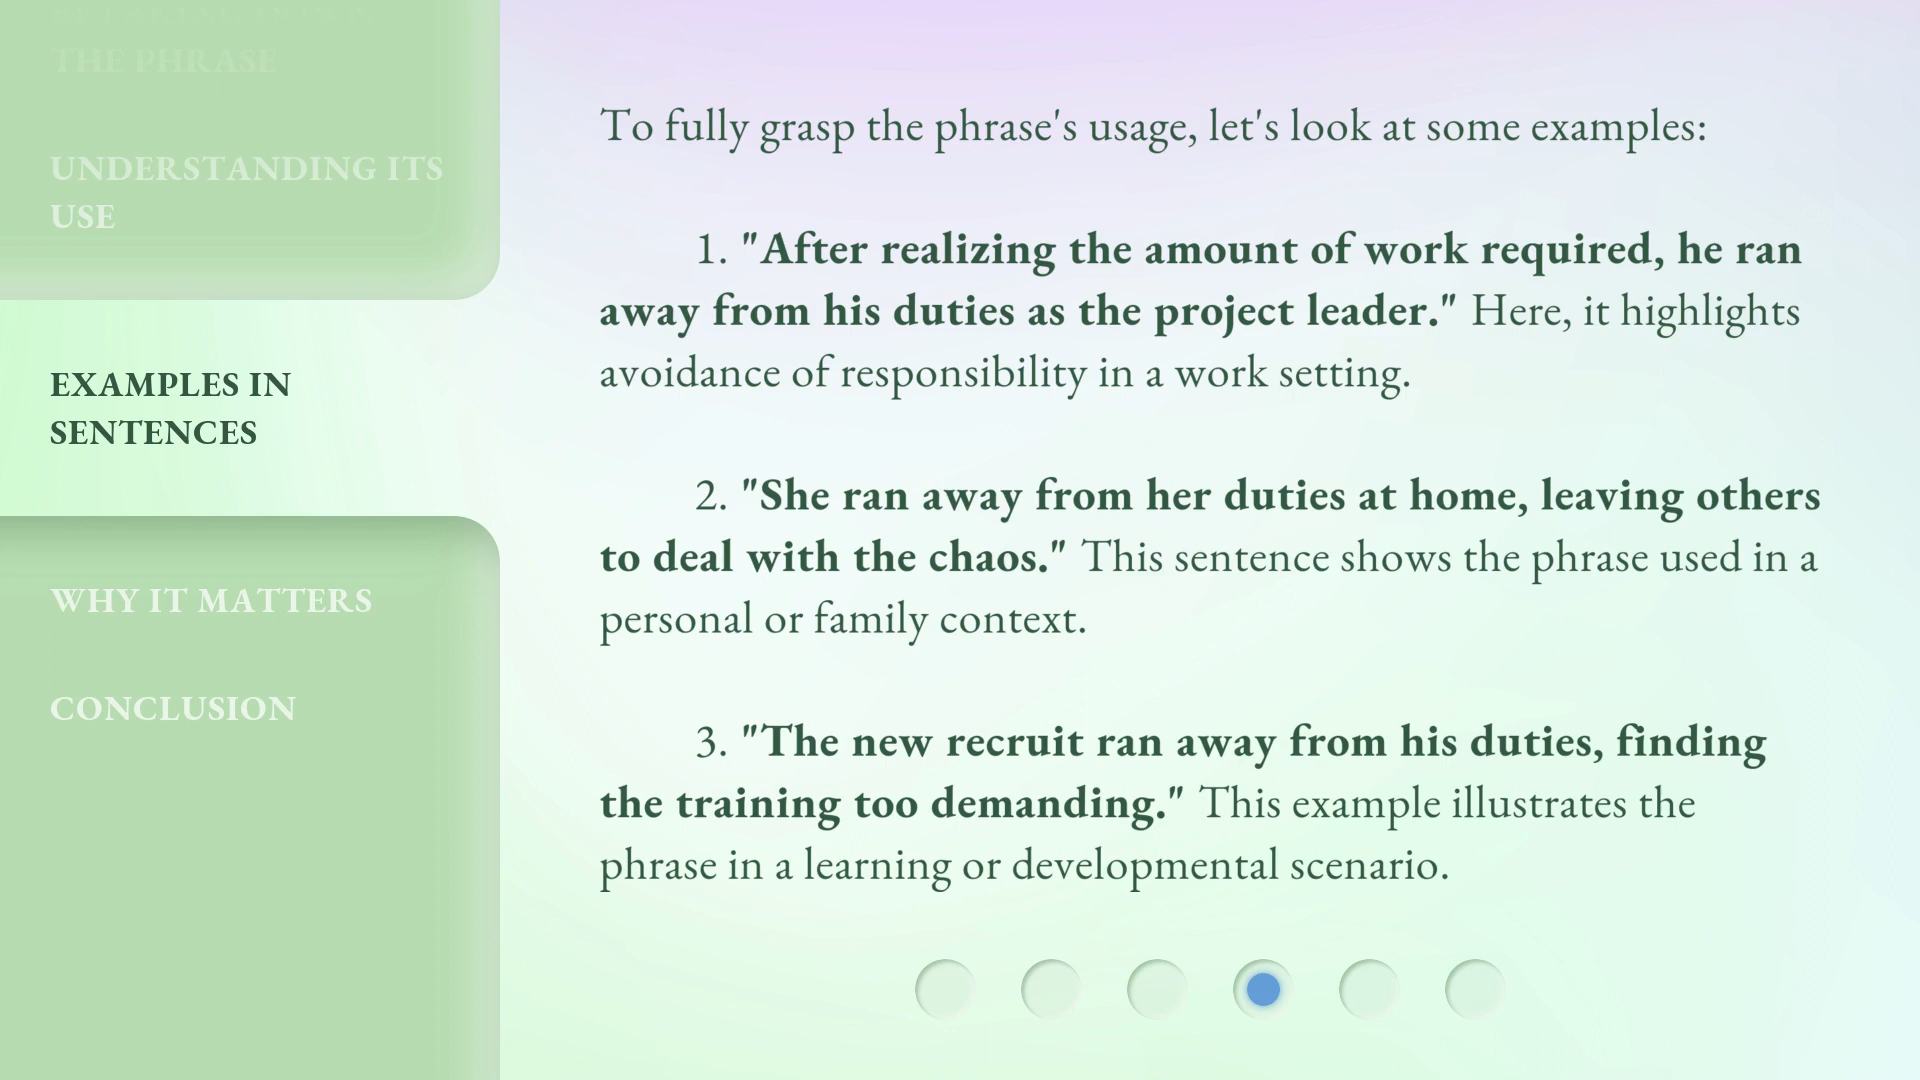 THE PHRASE
UNDERSTANDING ITS
USE
EXAMPLES IN
SENTENCES
WHY IT MATTERS
CONCLUSION
To fully grasp the phrase's usage, let's look at some examples:
1. "After realizing the amount of work required, he ran
away from his duties as the project leader." Here, it highlights
avoidance of responsibility in a work setting.
2. "She ran away from her duties at home, leaving others
to deal with the chaos." This sentence shows the phrase used in a
personal or family context.
3. "The new recruit ran away from his duties, finding
the training too demanding." This example illustrates the
phrase in a learning or developmental scenario.